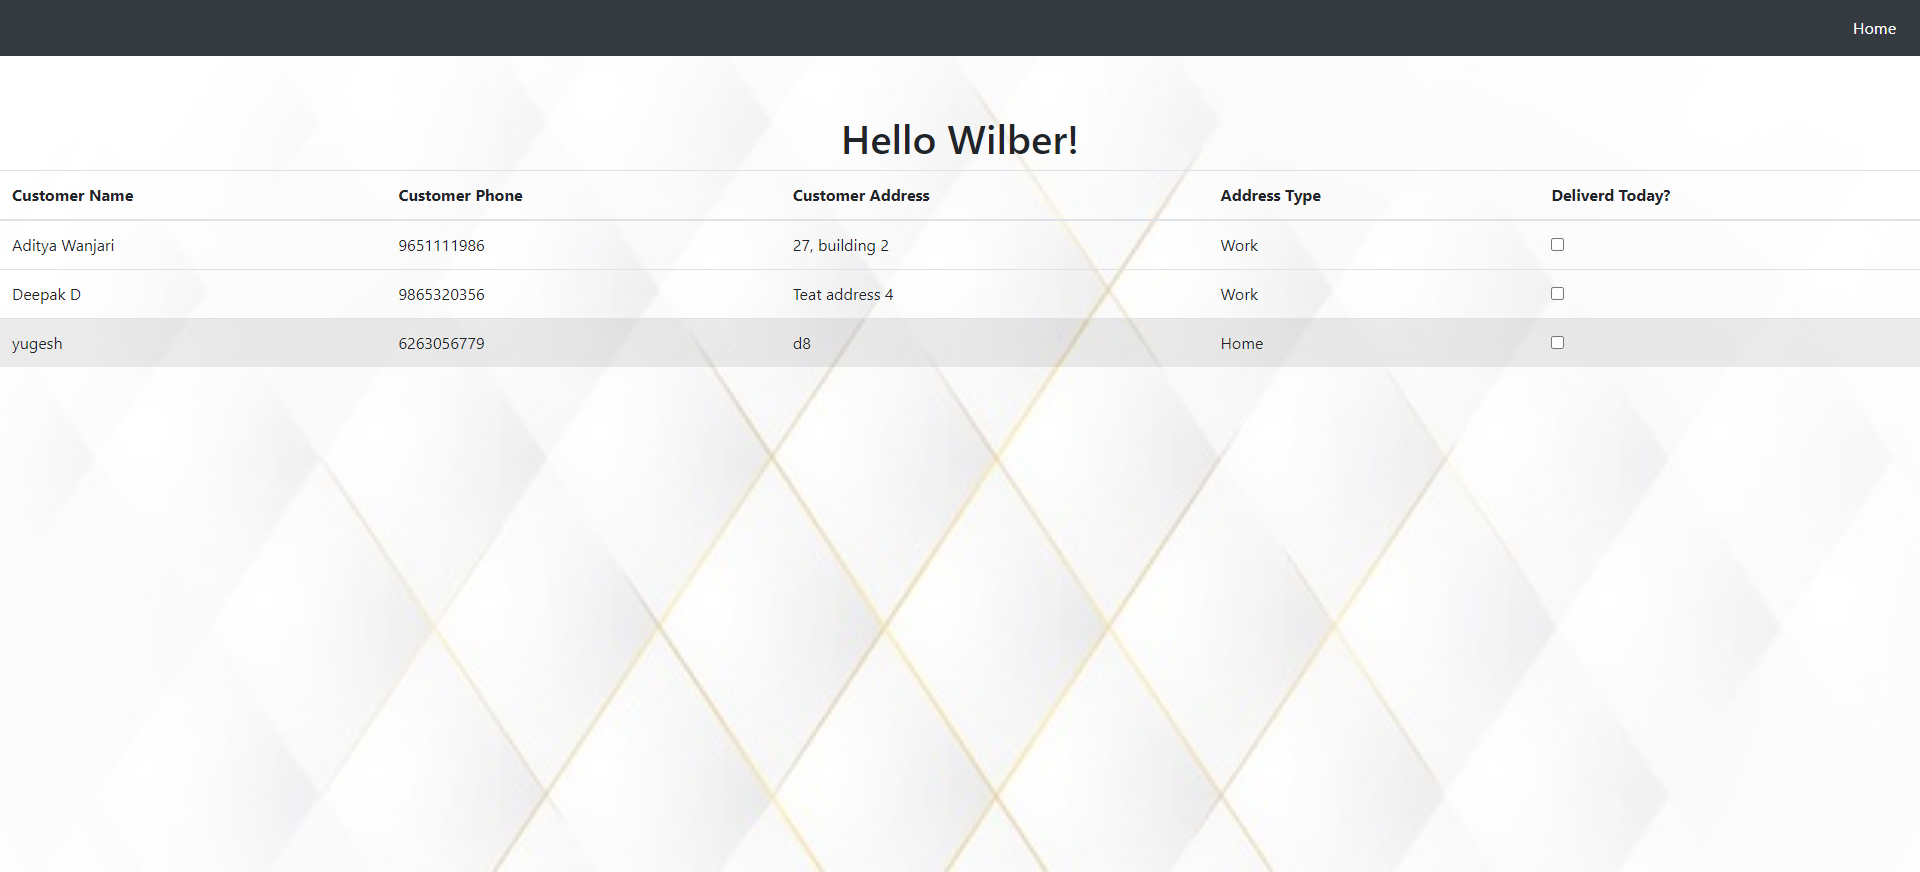 Home
Hello Wilber!
Customer Name Customer Phone Customer Address Address Type Deliverd Today?
Aditya Wanjari 9651111986 27, building 2 Work
Deepak D 9865320356 Teat address 4 Work
yugesh 6263056779 d8 Home